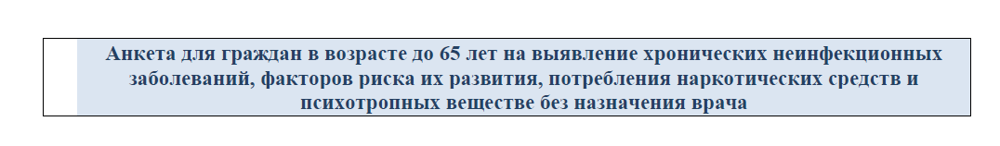 Анкета для граждан в возрасте до 65 лет на выявление хронических неинфекционных
заболеваний, факторов риска их развития, потребления наркотических средств и
психотропных веществе без назначения врача